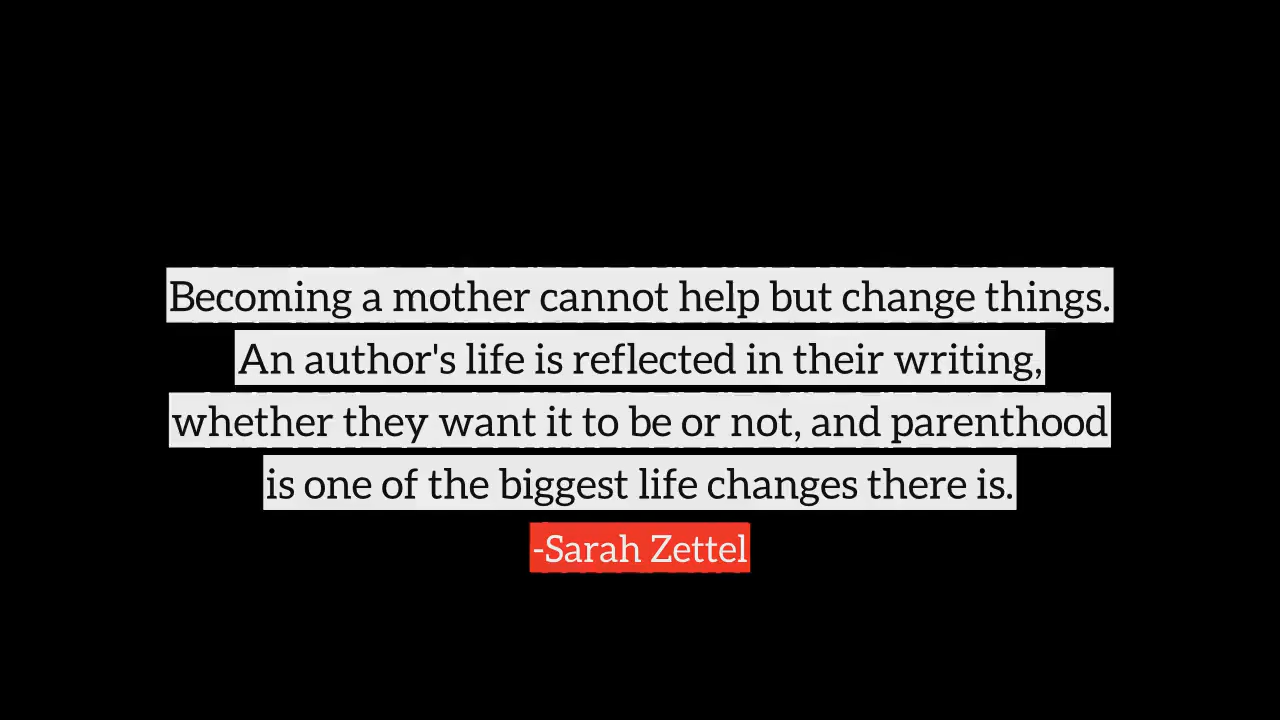 Becoming a mother cannot help but change things.
An author's life is reflected in their writing,
whether they want it to be or not, and parenthood
is one of the biggest life changes there is.
-Sarah Zettel